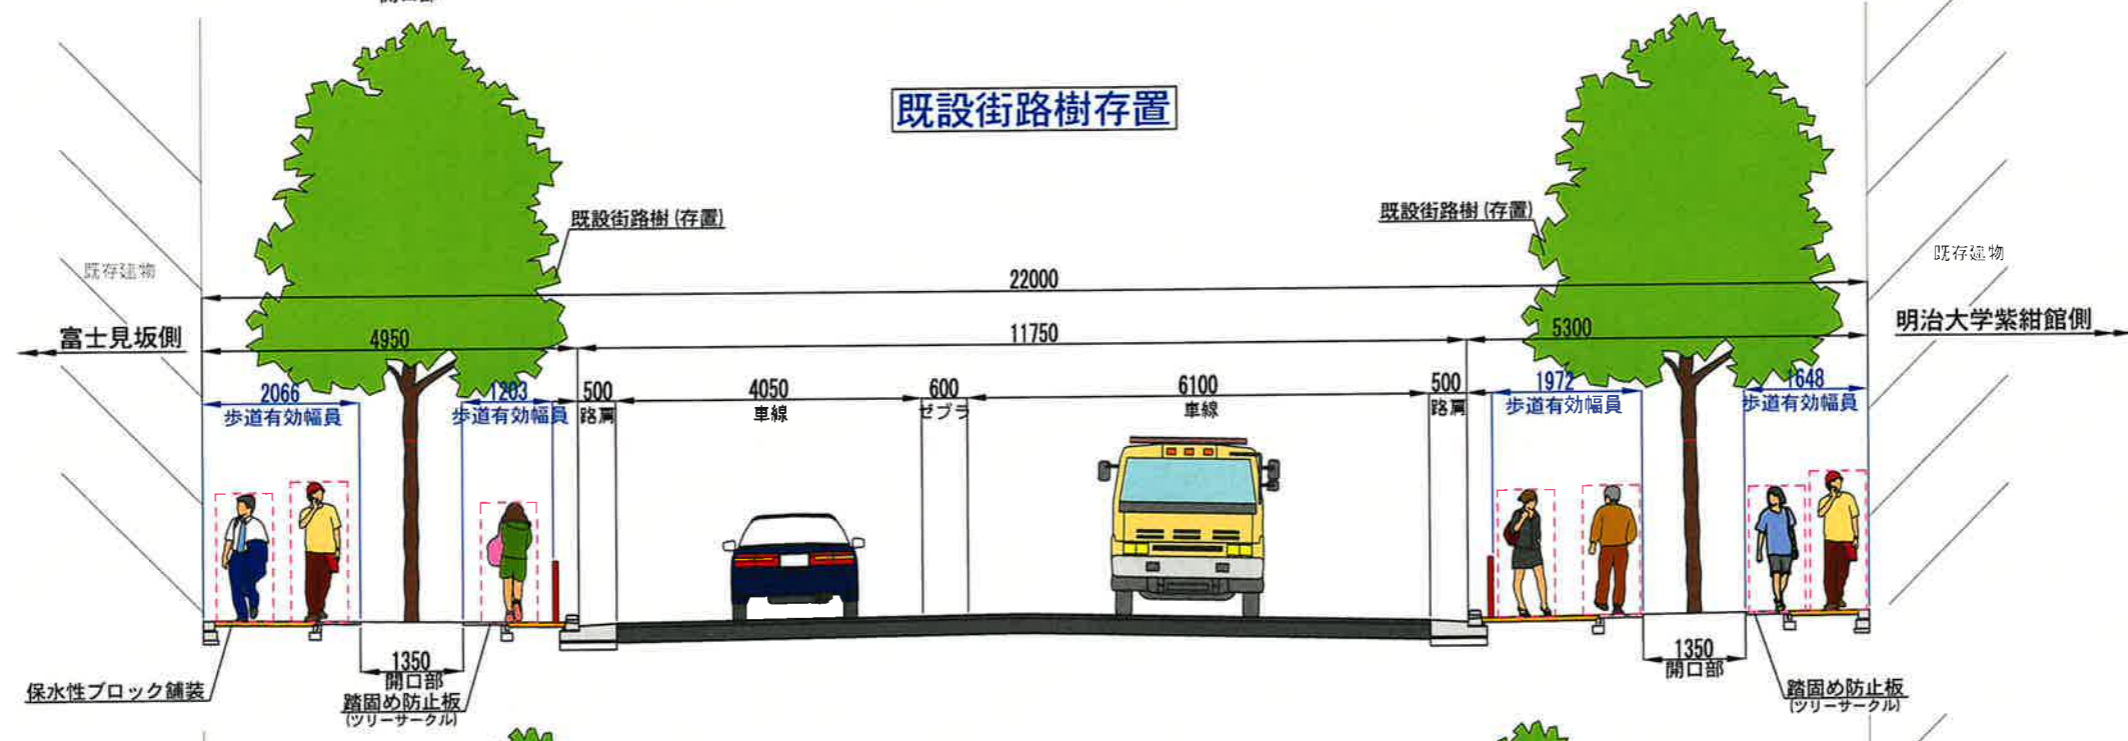 既設街路樹存置
既設街路樹(存置)
既設街路樹(存置)
既存建物
既存建物
22000
富士見坂側
明治大学紫紺館側
4950
11750
5300
2066
歩道有効幅員
1203
歩道有効幅員
500
路肩
4050
車線
600
ゼブラ
6100
車線
500
路肩
1972
歩道有効幅員
1648
歩道有効幅員
1350
開口部
1350
開口部
保水性ブロック舗装
踏固め防止板
(ツリーサークル)
踏固め防止板
(ツリーサークル)